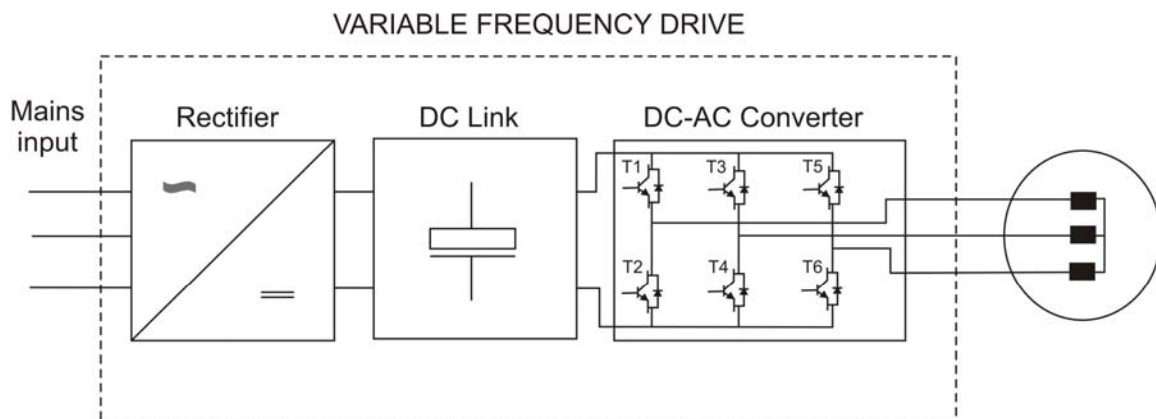 VARIABLE FREQUENCY DRIVE
Mains
input
Rectifier
DC Link
DC-AC Converter
T1
T3
T5
T2
T4
T6